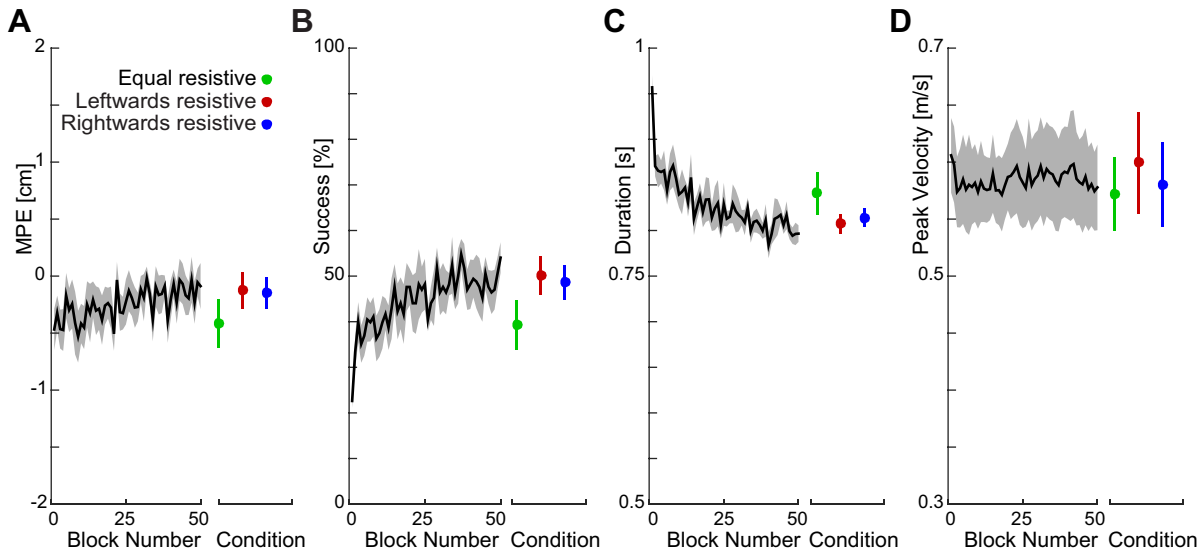 A
B
C
D
2
1
0
-1
-2
MPE [cm]
Equal resistive
Leftwards resistive
Rightwards resistive
0
25
50
Block Number
Condition
100
50
0
Success [%]
0
25
50
Block Number
Condition
1
0.75
0.5
Duration [s]
0
25
50
Block Number
Condition
0.7
0.5
0.3
Peak Velocity [m/s]
0
25
50
Block Number
Condition